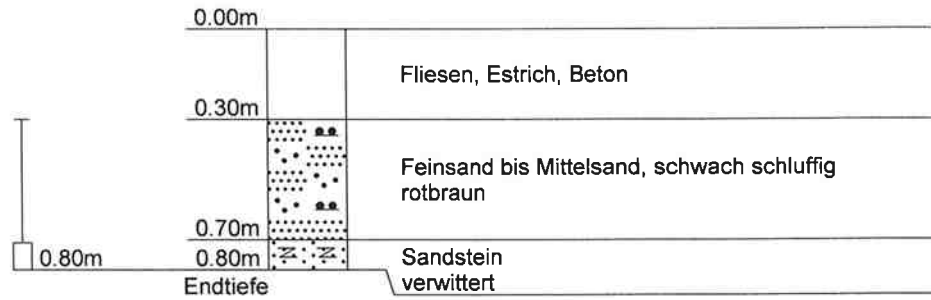 0.00m
Fliesen, Estrich, Beton
0.30m
Feinsand bis Mittelsand, schwach schluffig
rotbraun
0.70m
0.80m
0.80m
Sandstein
verwittert
Endtiefe